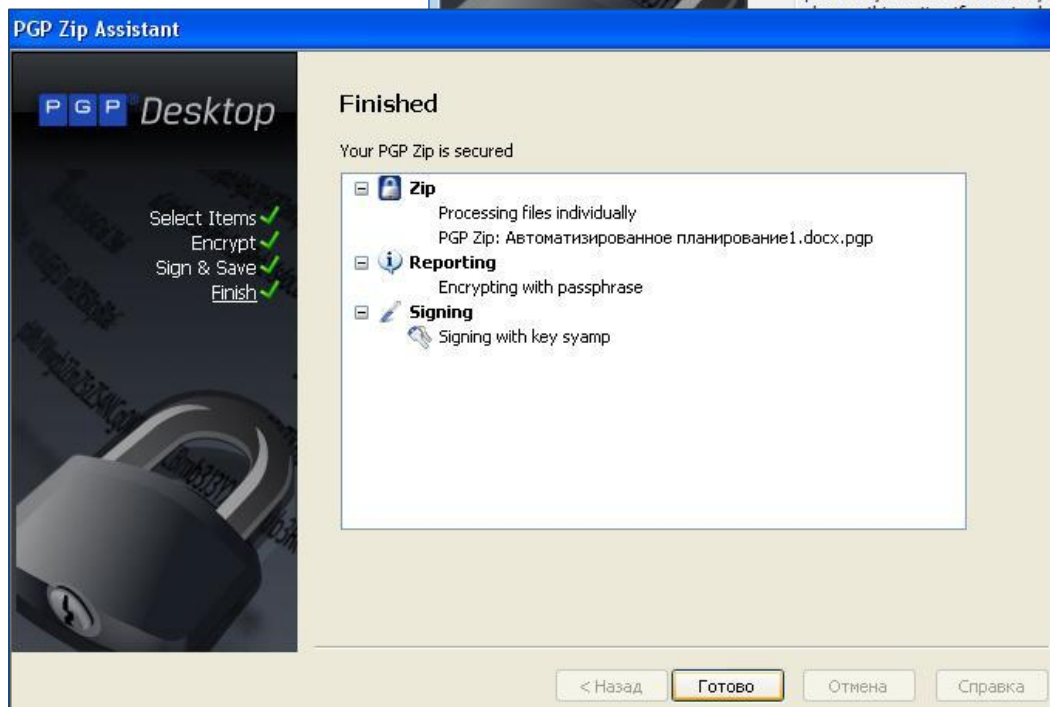 PGP Zip Assistant
PGP® Desktop
Select Items
Encrypt
Sign & Save
Finish
Finished
Your PGP Zip is secured
Zip
Processing files individually
PGP Zip: Автоматизированное планирование1.docx.pgp
Reporting
Encrypting with passphrase
Signing
Signing with key syamp
< Назад
Готово
Отмена
Справка